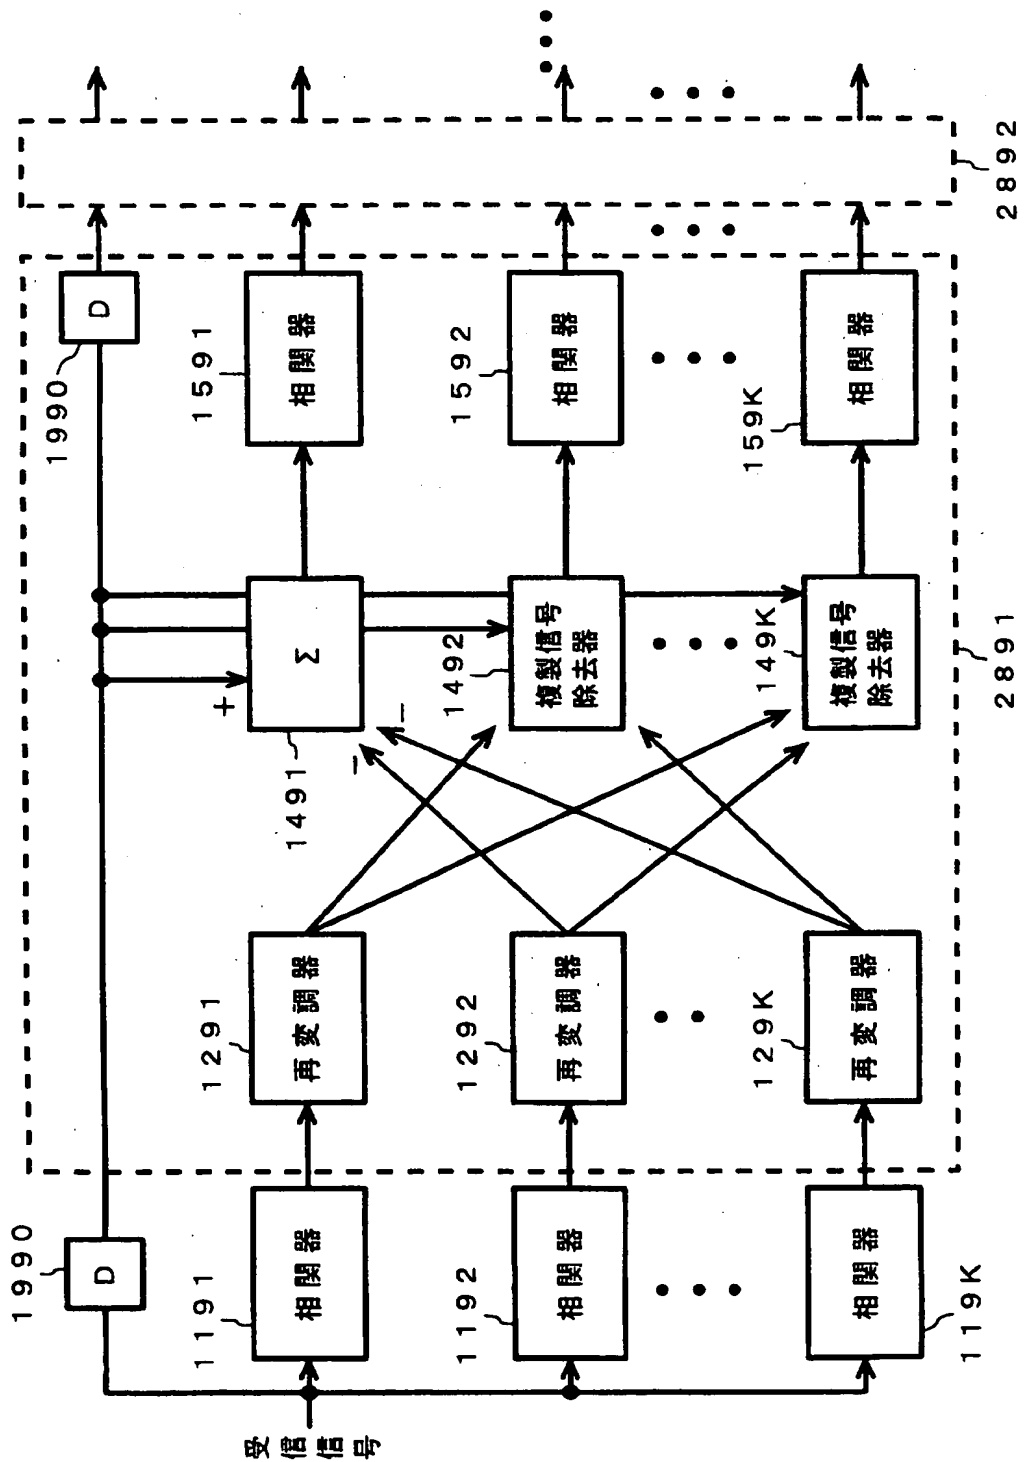 受信信号
1990
D
1191
相関器
1192
相関器
119K
相関器
1291
再変調器
1292
再変調器
129K
再変調器
1491
+
−
−
Σ
1492
複製信号
除去器
149K
複製信号
除去器
1990
D
1591
相関器
1592
相関器
159K
相関器
2891
2892